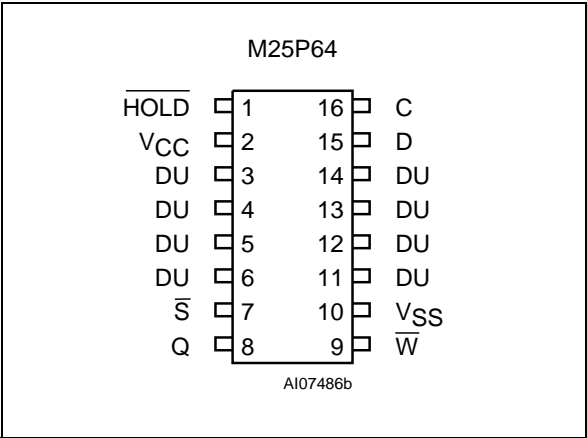 M25P64
HOLD 1 16 C
VCC 2 15 D
DU 3 14 DU
DU 4 13 DU
DU 5 12 DU
DU 6 11 DU
S 7 10 VSS
Q 8 9 W
AI07486b